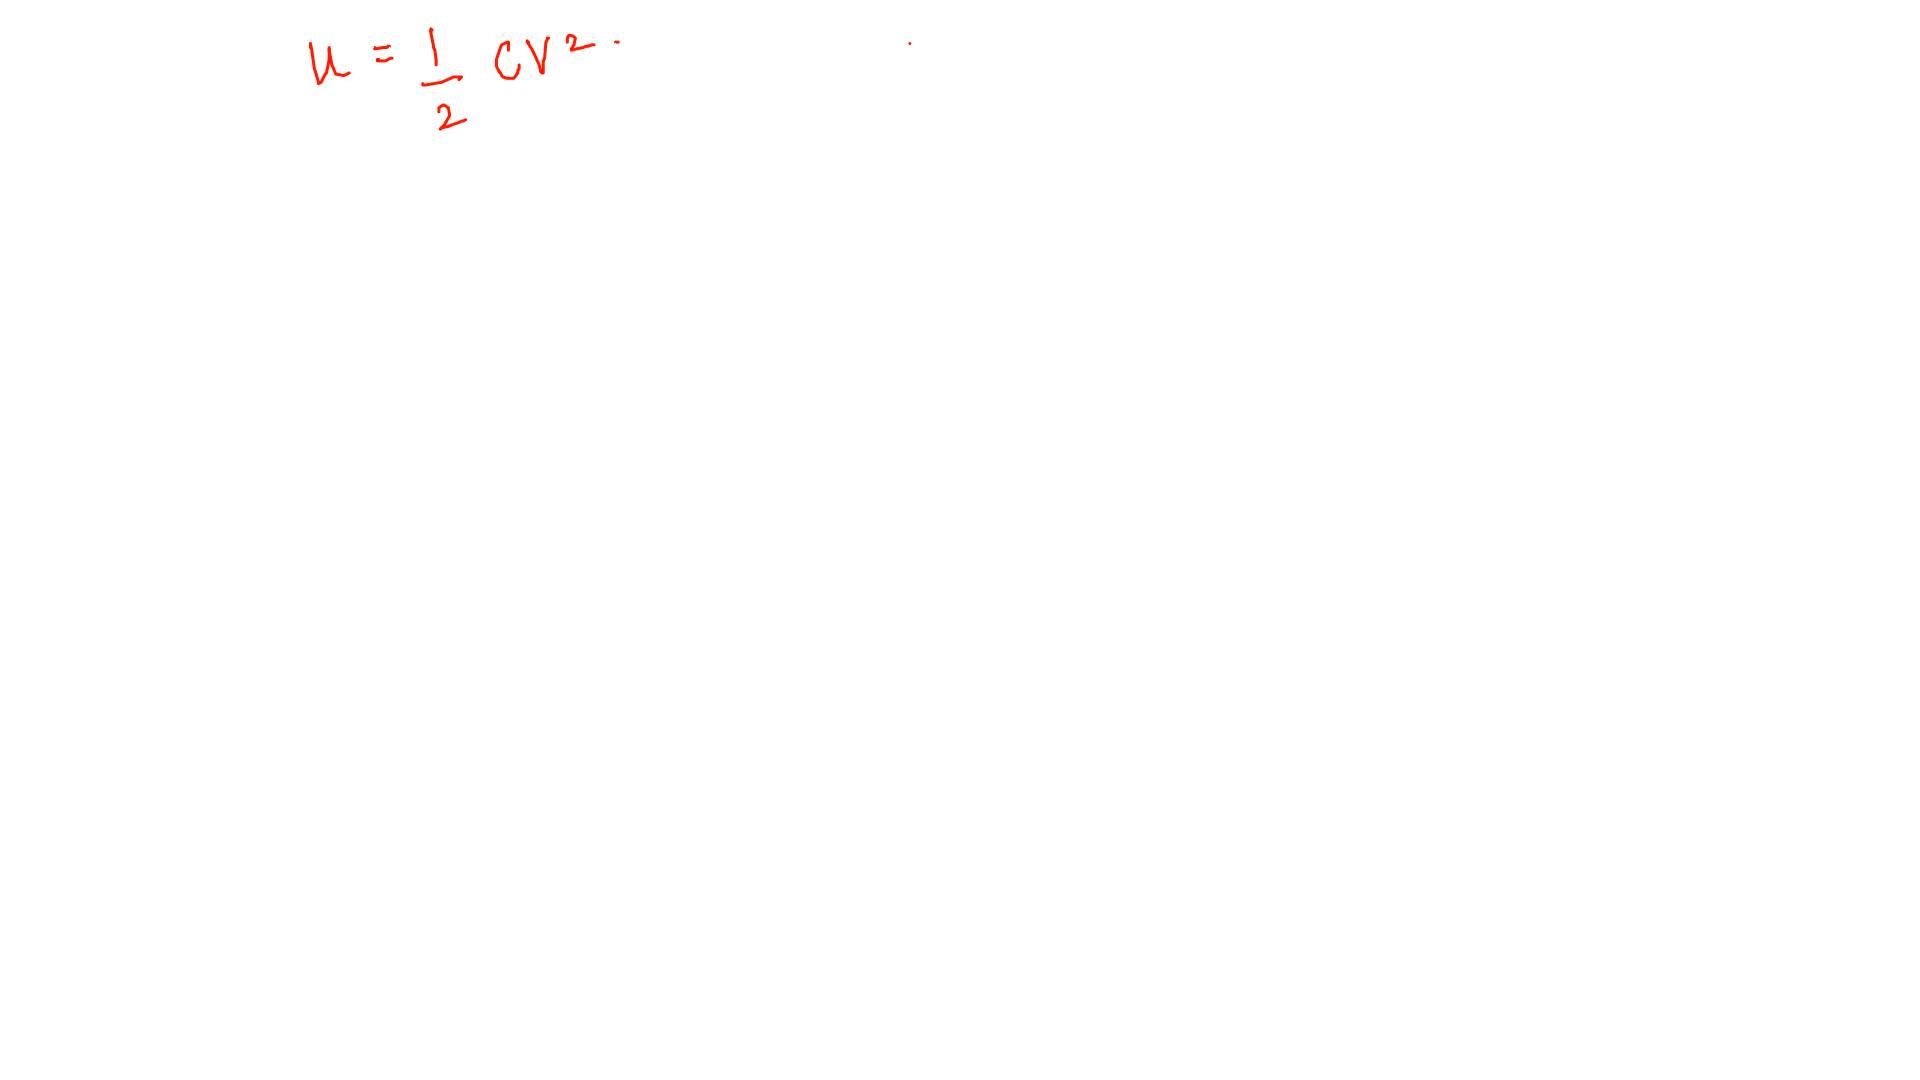 u = 1/2 CV² .